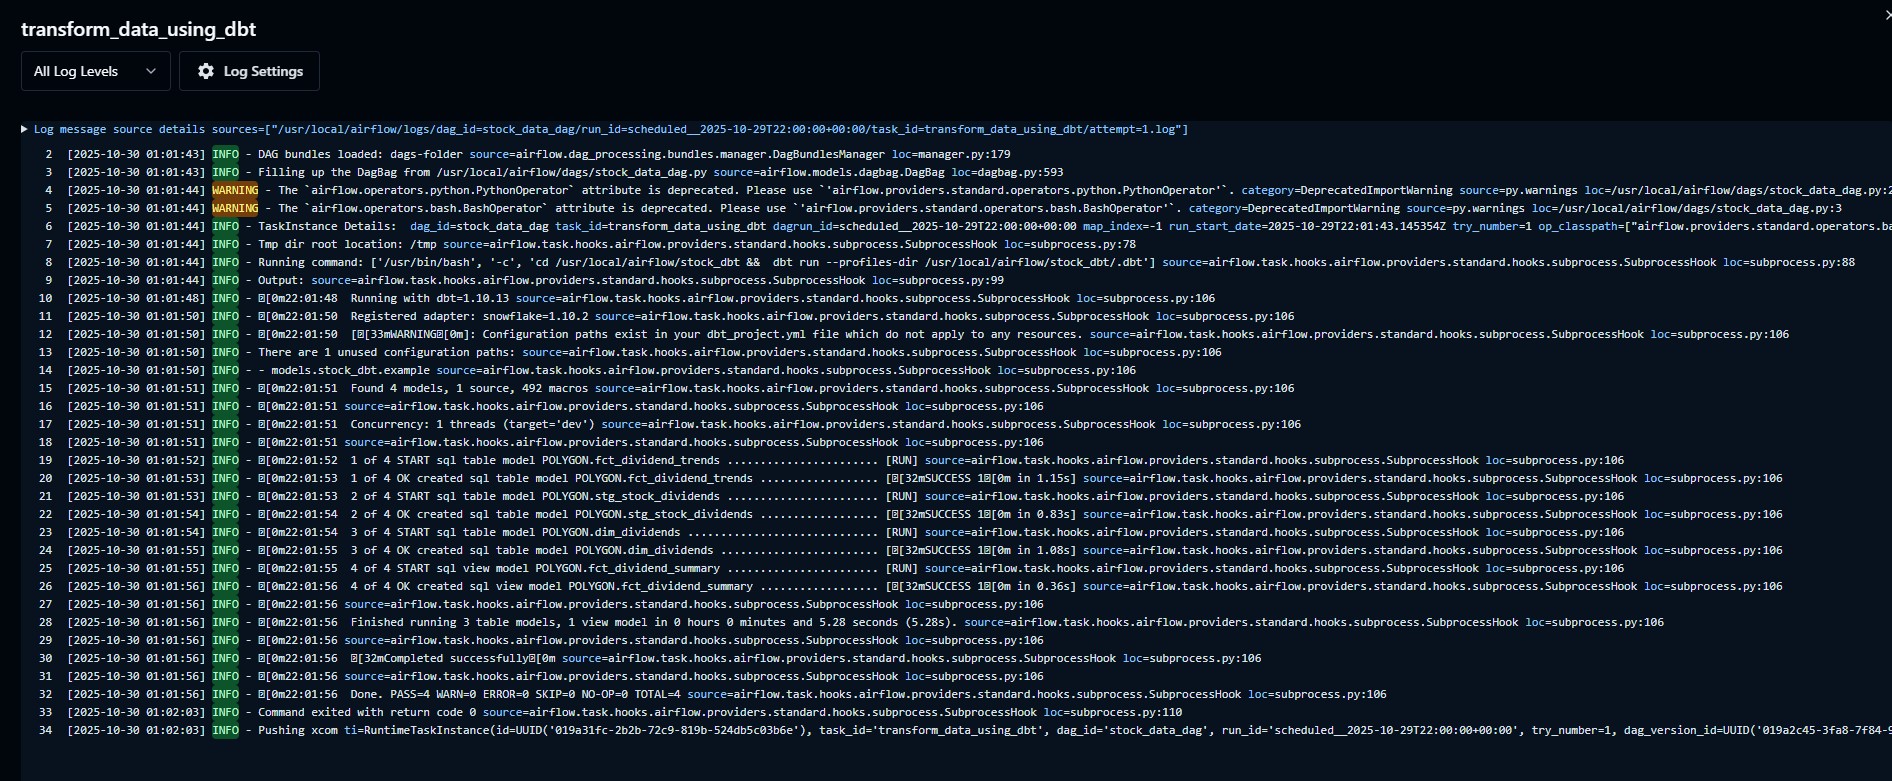 transform_data_using_dbt
All Log Levels
Log Settings
Log message source details sources=["/usr/local/airflow/logs/dag_id=stock_data_dag/run_id=scheduled__2025-10-29T22:00:00+00:00/task_id=transform_data_using_dbt/attempt=1.log"]
2 [2025-10-30 01:01:43] INFO - DAG bundles loaded: dags-folder source=airflow.dag_processing.bundles.manager.DagBundlesManager loc=manager.py:179
3 [2025-10-30 01:01:43] INFO - Filling up the DagBag from /usr/local/airflow/dags/stock_data_dag.py source=airflow.models.dagbag.DagBag loc=dagbag.py:593
4 [2025-10-30 01:01:44] WARNING - The `airflow.operators.python.PythonOperator` attribute is deprecated. Please use `'airflow.providers.standard.operators.python.PythonOperator'`. category=DeprecatedImportWarning source=py.warnings loc=/usr/local/airflow/dags/stock_data_dag.py:2
5 [2025-10-30 01:01:44] WARNING - The `airflow.operators.bash.BashOperator` attribute is deprecated. Please use `'airflow.providers.standard.operators.bash.BashOperator'`. category=DeprecatedImportWarning source=py.warnings loc=/usr/local/airflow/dags/stock_data_dag.py:3
6 [2025-10-30 01:01:44] INFO - TaskInstance Details: dag_id=stock_data_dag task_id=transform_data_using_dbt dagrun_id=scheduled__2025-10-29T22:00:00+00:00 map_index=-1 run_start_date=2025-10-29T22:01:43.145354Z try_number=1 op_classpath=["airflow.providers.standard.operators.ba
7 [2025-10-30 01:01:44] INFO - Tmp dir root location: /tmp source=airflow.task.hooks.airflow.providers.standard.hooks.subprocess.SubprocessHook loc=subprocess.py:78
8 [2025-10-30 01:01:44] INFO - Running command: ['/usr/bin/bash', '-c', 'cd /usr/local/airflow/stock_dbt && dbt run --profiles-dir /usr/local/airflow/stock_dbt/.dbt'] source=airflow.task.hooks.airflow.providers.standard.hooks.subprocess.SubprocessHook loc=subprocess.py:88
9 [2025-10-30 01:01:44] INFO - Output: source=airflow.task.hooks.airflow.providers.standard.hooks.subprocess.SubprocessHook loc=subprocess.py:99
10 [2025-10-30 01:01:48] INFO - [0m22:01:48 Running with dbt=1.10.13 source=airflow.task.hooks.airflow.providers.standard.hooks.subprocess.SubprocessHook loc=subprocess.py:106
11 [2025-10-30 01:01:50] INFO - [0m22:01:50 Registered adapter: snowflake=1.10.2 source=airflow.task.hooks.airflow.providers.standard.hooks.subprocess.SubprocessHook loc=subprocess.py:106
12 [2025-10-30 01:01:50] INFO - [0m22:01:50 [[33mWARNING[0m]: Configuration paths exist in your dbt_project.yml file which do not apply to any resources. source=airflow.task.hooks.airflow.providers.standard.hooks.subprocess.SubprocessHook loc=subprocess.py:106
13 [2025-10-30 01:01:50] INFO - There are 1 unused configuration paths: source=airflow.task.hooks.airflow.providers.standard.hooks.subprocess.SubprocessHook loc=subprocess.py:106
14 [2025-10-30 01:01:50] INFO - - models.stock_dbt.example source=airflow.task.hooks.airflow.providers.standard.hooks.subprocess.SubprocessHook loc=subprocess.py:106
15 [2025-10-30 01:01:51] INFO - [0m22:01:51 Found 4 models, 1 source, 492 macros source=airflow.task.hooks.airflow.providers.standard.hooks.subprocess.SubprocessHook loc=subprocess.py:106
16 [2025-10-30 01:01:51] INFO - [0m22:01:51 source=airflow.task.hooks.airflow.providers.standard.hooks.subprocess.SubprocessHook loc=subprocess.py:106
17 [2025-10-30 01:01:51] INFO - [0m22:01:51 Concurrency: 1 threads (target='dev') source=airflow.task.hooks.airflow.providers.standard.hooks.subprocess.SubprocessHook loc=subprocess.py:106
18 [2025-10-30 01:01:51] INFO - [0m22:01:51 source=airflow.task.hooks.airflow.providers.standard.hooks.subprocess.SubprocessHook loc=subprocess.py:106
19 [2025-10-30 01:01:52] INFO - [0m22:01:52 1 of 4 START sql table model POLYGON.fct_dividend_trends ....................... [RUN] source=airflow.task.hooks.airflow.providers.standard.hooks.subprocess.SubprocessHook loc=subprocess.py:106
20 [2025-10-30 01:01:53] INFO - [0m22:01:53 1 of 4 OK created sql table model POLYGON.fct_dividend_trends .................. [[32mSUCCESS 1[0m in 1.15s] source=airflow.task.hooks.airflow.providers.standard.hooks.subprocess.SubprocessHook loc=subprocess.py:106
21 [2025-10-30 01:01:53] INFO - [0m22:01:53 2 of 4 START sql table model POLYGON.stg_stock_dividends ....................... [RUN] source=airflow.task.hooks.airflow.providers.standard.hooks.subprocess.SubprocessHook loc=subprocess.py:106
22 [2025-10-30 01:01:54] INFO - [0m22:01:54 2 of 4 OK created sql table model POLYGON.stg_stock_dividends .................. [[32mSUCCESS 1[0m in 0.83s] source=airflow.task.hooks.airflow.providers.standard.hooks.subprocess.SubprocessHook loc=subprocess.py:106
23 [2025-10-30 01:01:54] INFO - [0m22:01:54 3 of 4 START sql table model POLYGON.dim_dividends ............................. [RUN] source=airflow.task.hooks.airflow.providers.standard.hooks.subprocess.SubprocessHook loc=subprocess.py:106
24 [2025-10-30 01:01:55] INFO - [0m22:01:55 3 of 4 OK created sql table model POLYGON.dim_dividends ........................ [[32mSUCCESS 1[0m in 1.08s] source=airflow.task.hooks.airflow.providers.standard.hooks.subprocess.SubprocessHook loc=subprocess.py:106
25 [2025-10-30 01:01:55] INFO - [0m22:01:55 4 of 4 START sql view model POLYGON.fct_dividend_summary ....................... [RUN] source=airflow.task.hooks.airflow.providers.standard.hooks.subprocess.SubprocessHook loc=subprocess.py:106
26 [2025-10-30 01:01:56] INFO - [0m22:01:56 4 of 4 OK created sql view model POLYGON.fct_dividend_summary .................. [[32mSUCCESS 1[0m in 0.36s] source=airflow.task.hooks.airflow.providers.standard.hooks.subprocess.SubprocessHook loc=subprocess.py:106
27 [2025-10-30 01:01:56] INFO - [0m22:01:56 source=airflow.task.hooks.airflow.providers.standard.hooks.subprocess.SubprocessHook loc=subprocess.py:106
28 [2025-10-30 01:01:56] INFO - [0m22:01:56 Finished running 3 table models, 1 view model in 0 hours 0 minutes and 5.28 seconds (5.28s). source=airflow.task.hooks.airflow.providers.standard.hooks.subprocess.SubprocessHook loc=subprocess.py:106
29 [2025-10-30 01:01:56] INFO - [0m22:01:56 source=airflow.task.hooks.airflow.providers.standard.hooks.subprocess.SubprocessHook loc=subprocess.py:106
30 [2025-10-30 01:01:56] INFO - [0m22:01:56 [32mCompleted successfully[0m source=airflow.task.hooks.airflow.providers.standard.hooks.subprocess.SubprocessHook loc=subprocess.py:106
31 [2025-10-30 01:01:56] INFO - [0m22:01:56 source=airflow.task.hooks.airflow.providers.standard.hooks.subprocess.SubprocessHook loc=subprocess.py:106
32 [2025-10-30 01:01:56] INFO - [0m22:01:56 Done. PASS=4 WARN=0 ERROR=0 SKIP=0 NO-OP=0 TOTAL=4 source=airflow.task.hooks.airflow.providers.standard.hooks.subprocess.SubprocessHook loc=subprocess.py:106
33 [2025-10-30 01:02:03] INFO - Command exited with return code 0 source=airflow.task.hooks.airflow.providers.standard.hooks.subprocess.SubprocessHook loc=subprocess.py:110
34 [2025-10-30 01:02:03] INFO - Pushing xcom ti=RuntimeTaskInstance(id=UUID('019a31fc-2b2b-72c9-819b-524db5c03b6e'), task_id='transform_data_using_dbt', dag_id='stock_data_dag', run_id='scheduled__2025-10-29T22:00:00+00:00', try_number=1, dag_version_id=UUID('019a2c45-3fa8-7f84-9